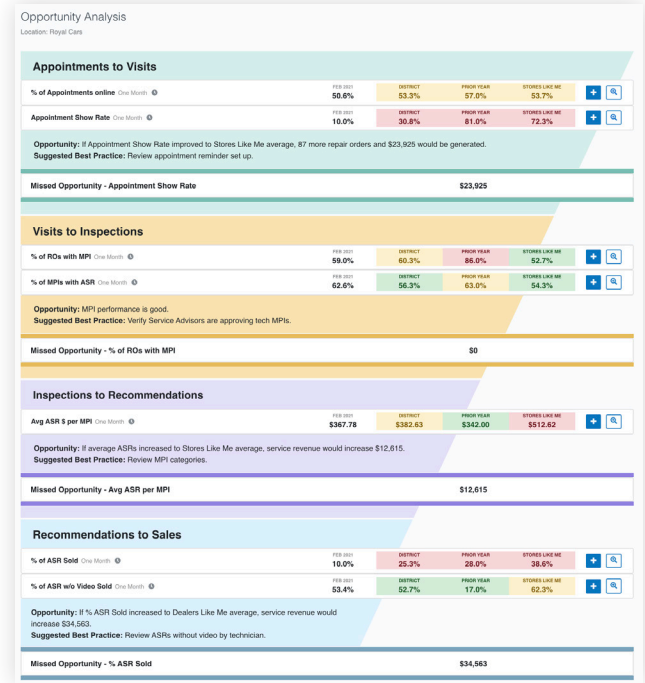 Opportunity Analysis
Location: Royal Cars
Appointments to Visits
% of Appointments online One Month FEB 2021 50.6% DISTRICT 53.3% PRIOR YEAR 57.0% STORES LIKE ME 53.7%
Appointment Show Rate One Month FEB 2021 10.0% DISTRICT 30.8% PRIOR YEAR 81.0% STORES LIKE ME 72.3%
Opportunity: If Appointment Show Rate improved to Stores Like Me average, 87 more repair orders and $23,925 would be generated.
Suggested Best Practice: Review appointment reminder set up.
Missed Opportunity - Appointment Show Rate $23,925
Visits to Inspections
% of ROs with MPI One Month FEB 2021 59.0% DISTRICT 60.3% PRIOR YEAR 86.0% STORES LIKE ME 52.7%
% of MPIs with ASR One Month FEB 2021 62.6% DISTRICT 56.3% PRIOR YEAR 63.0% STORES LIKE ME 54.3%
Opportunity: MPI performance is good.
Suggested Best Practice: Verify Service Advisors are approving tech MPIs.
Missed Opportunity - % of ROs with MPI $0
Inspections to Recommendations
Avg ASR $ per MPI One Month FEB 2021 $367.78 DISTRICT $382.63 PRIOR YEAR $342.00 STORES LIKE ME $512.62
Opportunity: If average ASRs increased to Stores Like Me average, service revenue would increase $12,615.
Suggested Best Practice: Review MPI categories.
Missed Opportunity - Avg ASR per MPI $12,615
Recommendations to Sales
% of ASR Sold One Month FEB 2021 10.0% DISTRICT 25.3% PRIOR YEAR 28.0% STORES LIKE ME 38.6%
% of ASR w/o Video Sold One Month FEB 2021 53.4% DISTRICT 52.7% PRIOR YEAR 17.0% STORES LIKE ME 62.3%
Opportunity: If % ASR Sold increased to Dealers Like Me average, service revenue would
increase $34,563.
Suggested Best Practice: Review ASRs without video by technician.
Missed Opportunity - % ASR Sold $34,563